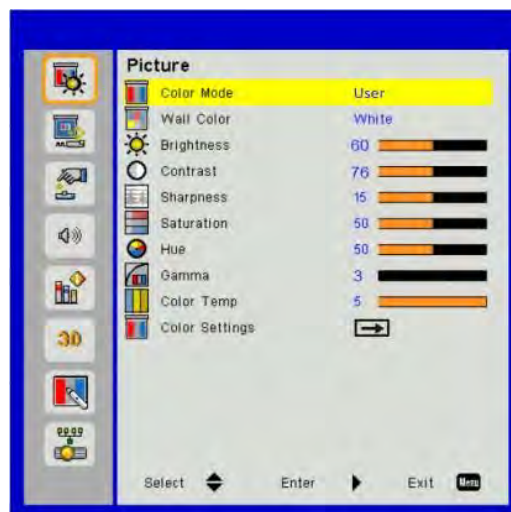 Picture
Color Mode User
Wall Color White
Brightness 60
Contrast 76
Sharpness 15
Saturation 50
Hue 50
Gamma 3
Color Temp 5
Color Settings
3D
Select Enter Exit Menu